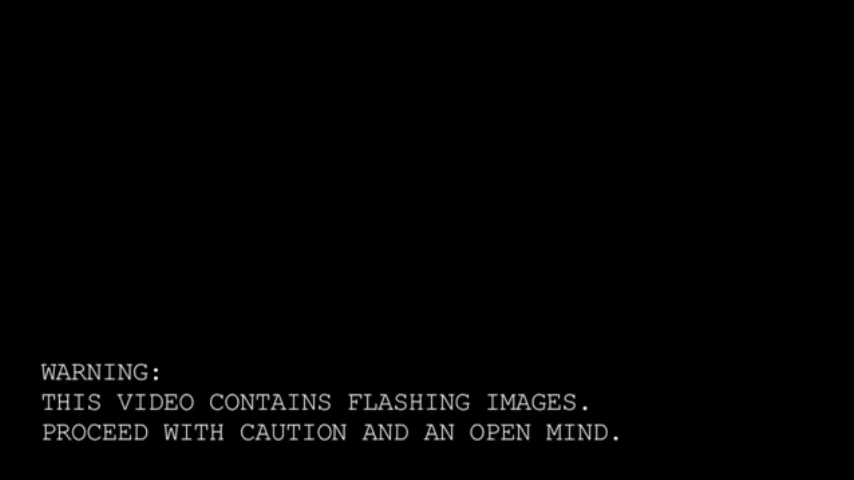 WARNING:
THIS VIDEO CONTAINS FLASHING IMAGES.
PROCEED WITH CAUTION AND AN OPEN MIND.